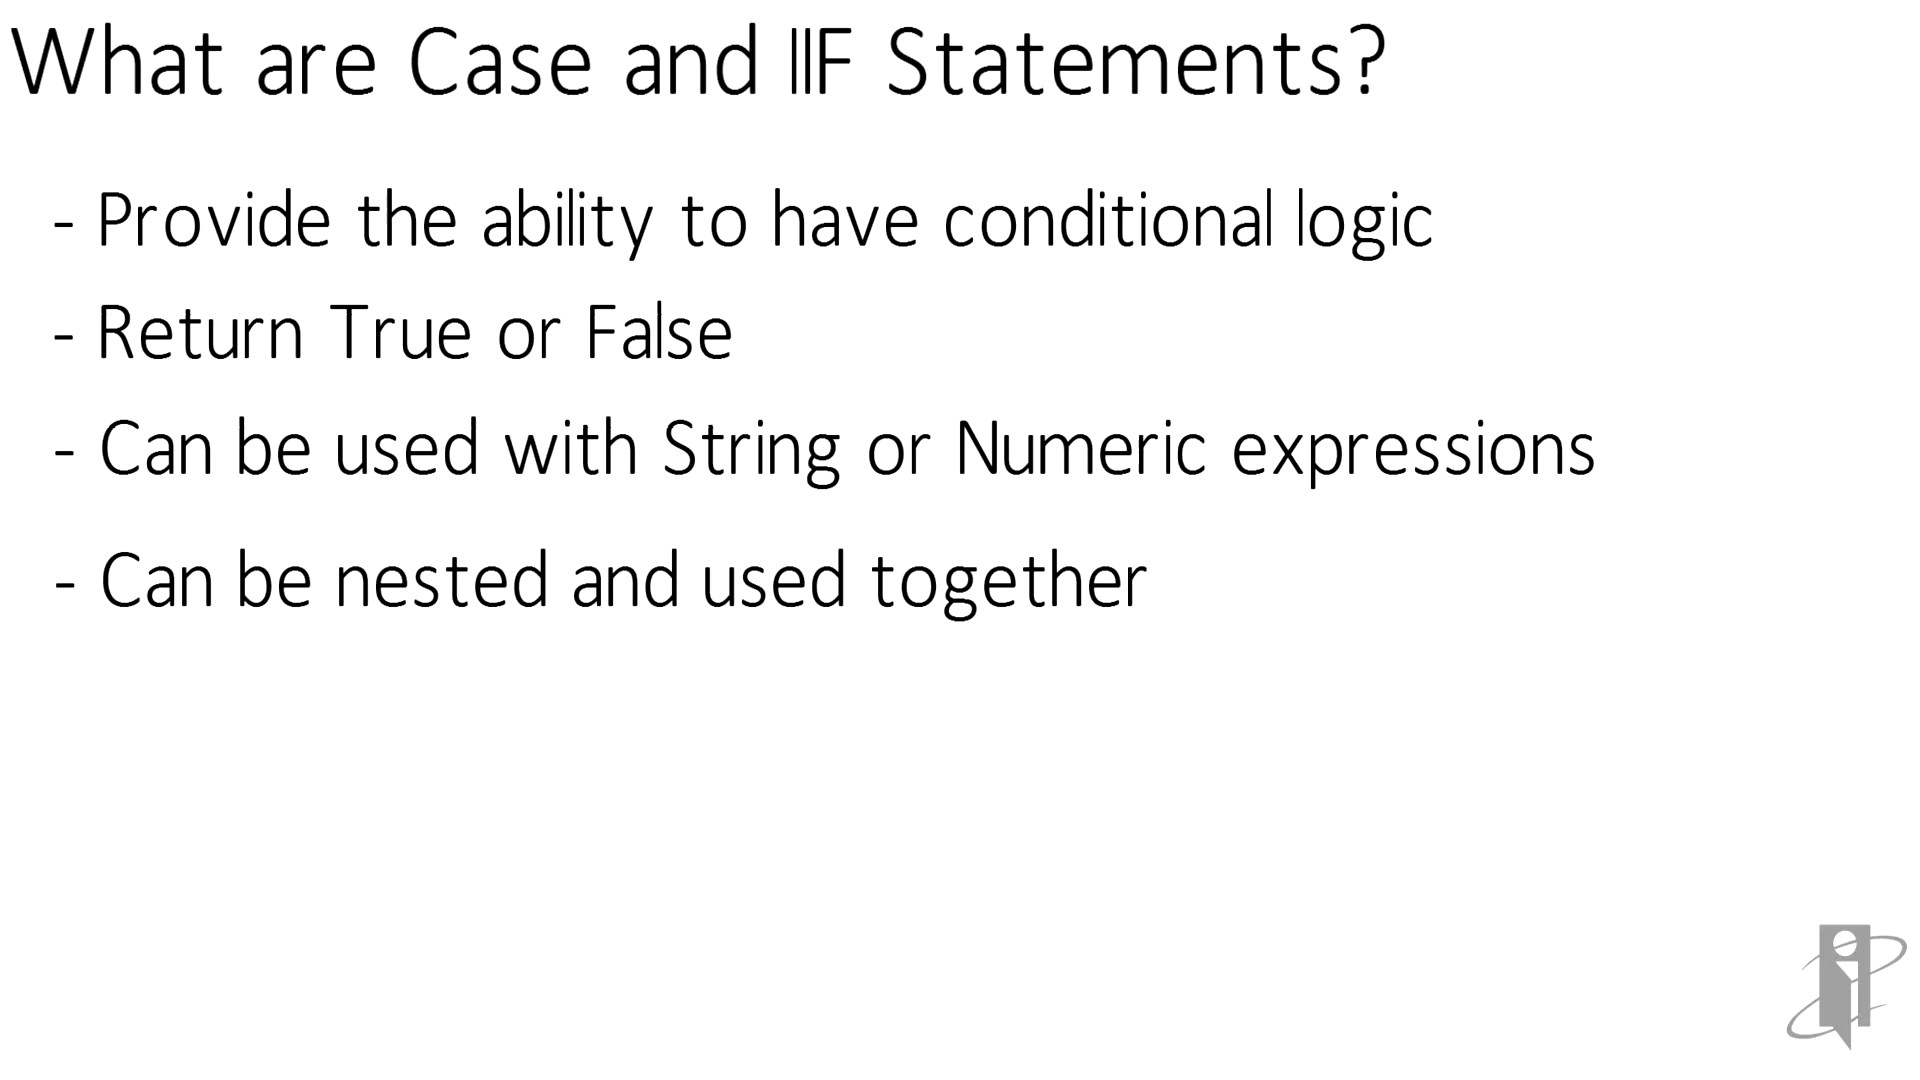 What are Case and IIF Statements?
- Provide the ability to have conditional logic
- Return True or False
- Can be used with String or Numeric expressions
- Can be nested and used together